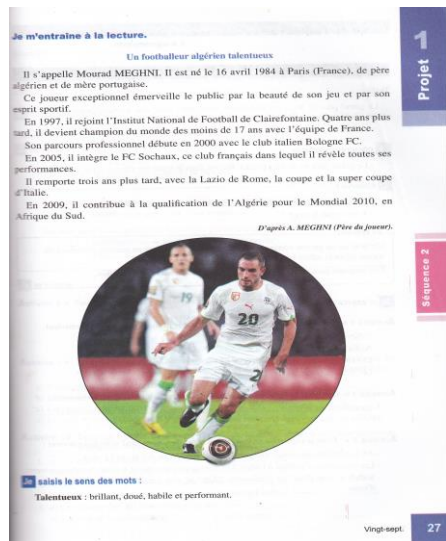 Je m'entraîne à la lecture.
Un footballeur algérien talentueux
Il s'appelle Mourad MEGHNI. Il est né le 16 avril 1984 à Paris (France), de père
algérien et de mère portugaise.
Ce joueur exceptionnel émerveille le public par la beauté de son jeu et par son
esprit sportif.
En 1997, il rejoint l'Institut National de Football de Clairefontaine. Quatre ans plus
tard, il devient champion du monde des moins de 17 ans avec l'équipe de France.
Son parcours professionnel débute en 2000 avec le club italien Bologne FC.
En 2005, il intègre le FC Sochaux, ce club français dans lequel il révèle toutes ses
performances.
Il remporte trois ans plus tard, avec la Lazio de Rome, la coupe et la super coupe
d'Italie.
En 2009, il contribue à la qualification de l'Algérie pour le Mondial 2010, en
Afrique du Sud.
D'après A. MEGHNI (Père du joueur).
19
20
2
Je saisis le sens des mots :
Talentueux : brillant, doué, habile et performant.
Vingt-sept. 27
Projet 1
Séquence 2